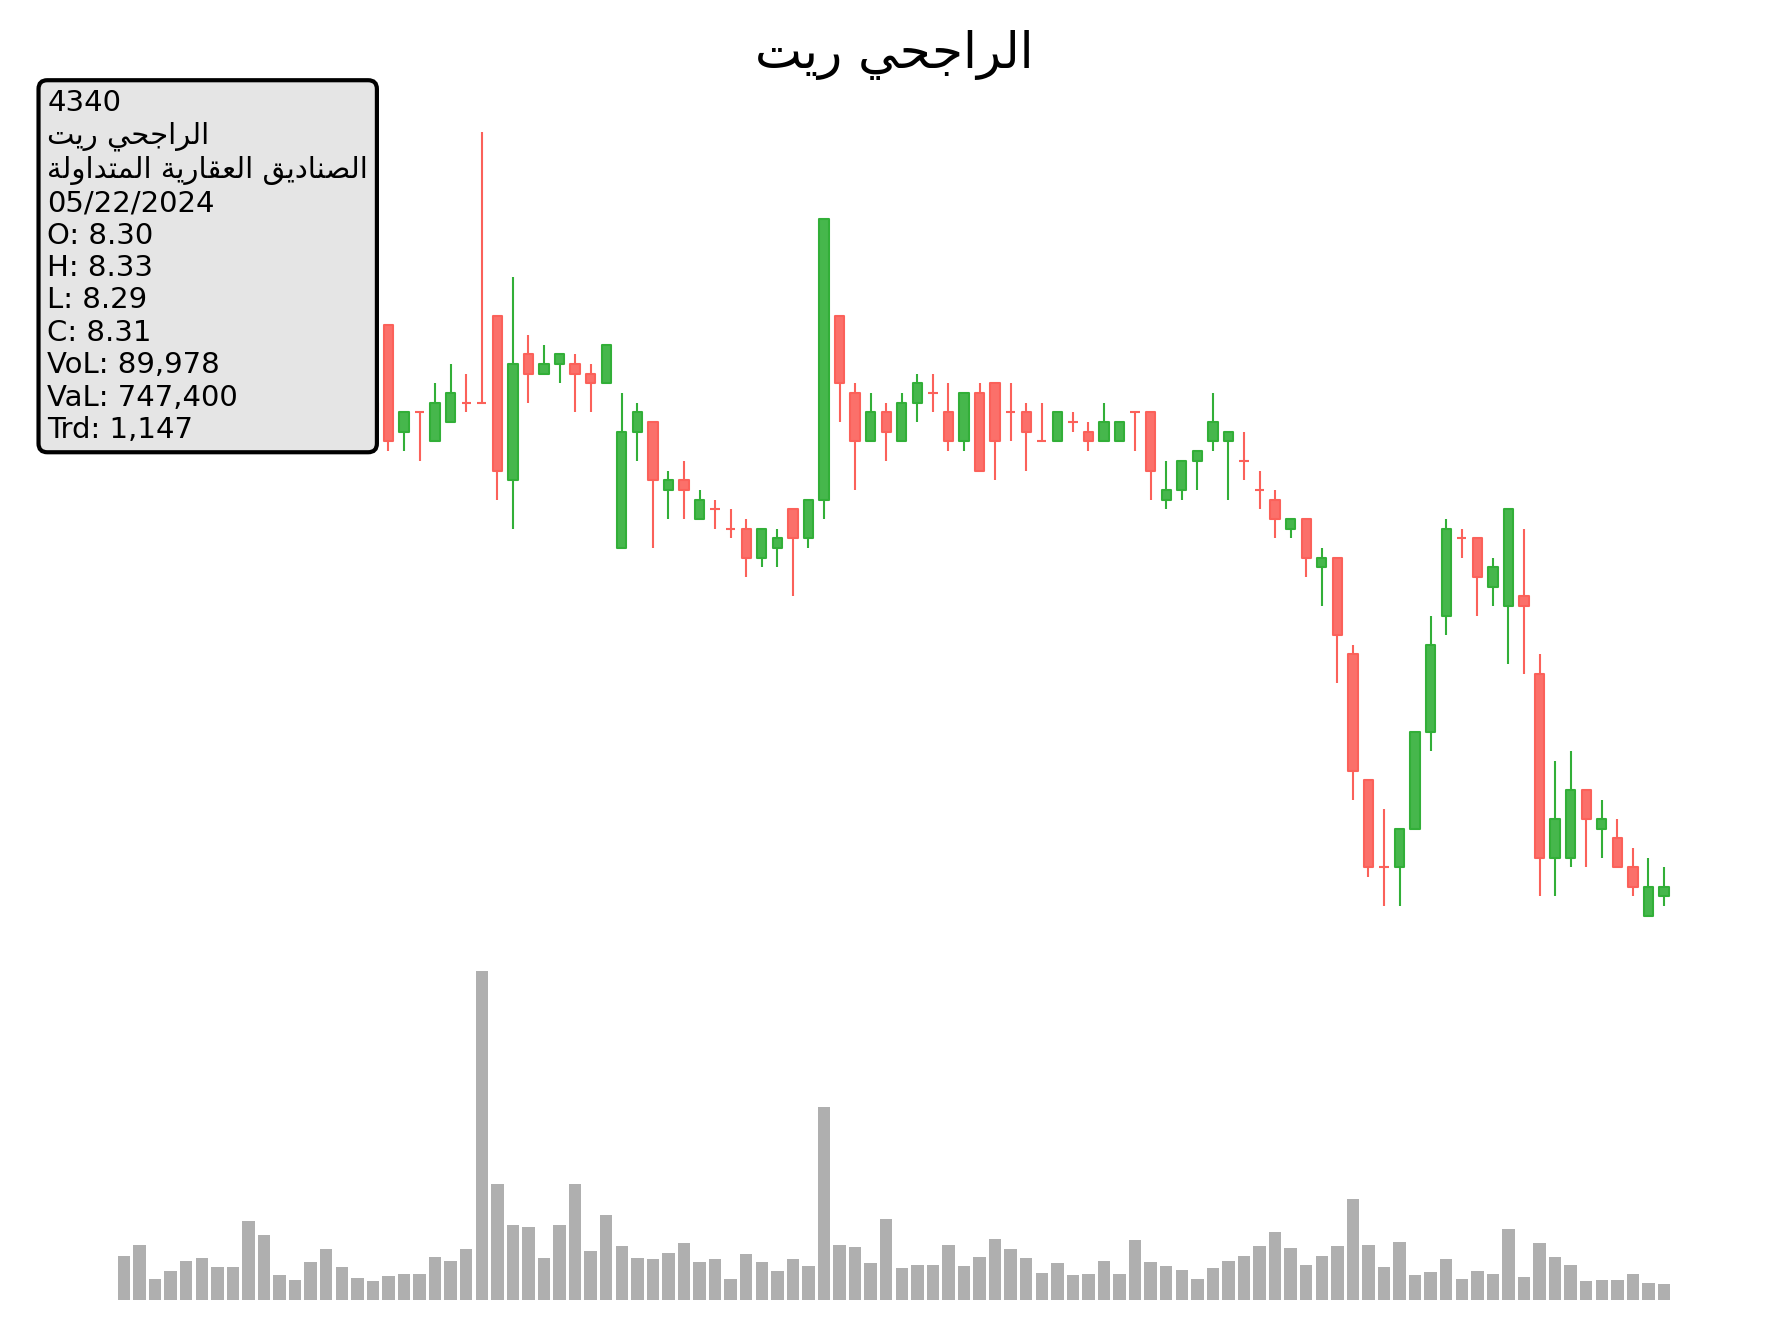 الراجحي ريت
4340
الراجحي ريت
الصناديق العقارية المتداولة
05/22/2024
O: 8.30
H: 8.33
L: 8.29
C: 8.31
VoL: 89,978
VaL: 747,400
Trd: 1,147